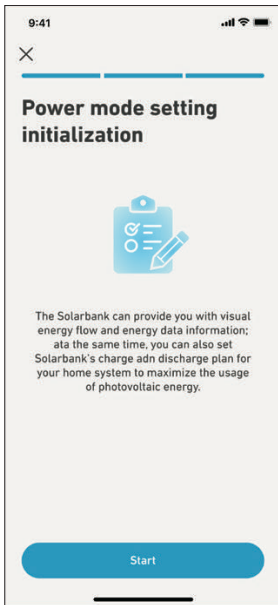 9:41
Power mode setting
initialization
The Solarbank can provide you with visual
energy flow and energy data information;
ata the same time, you can also set
Solarbank's charge adn discharge plan for
your home system to maximize the usage
of photovoltaic energy.
Start